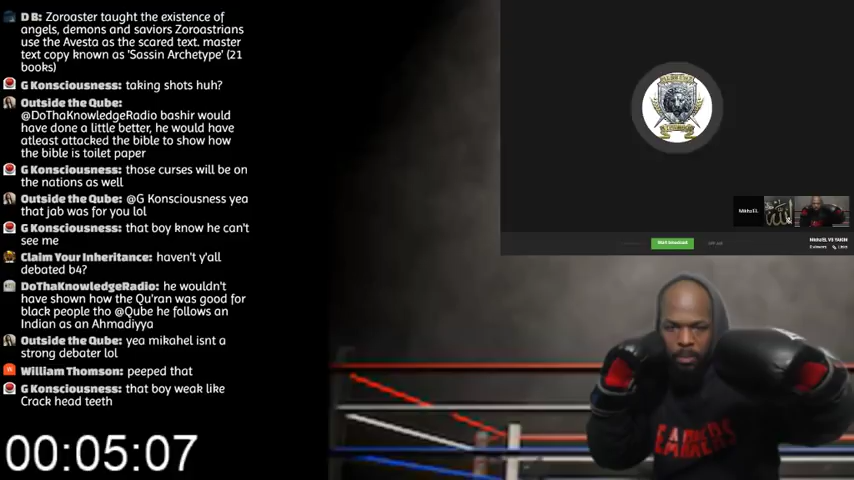 D B: Zoroaster taught the existence of
angels, demons and saviors Zoroastrians
use the Avesta as the scared text. master
text copy known as 'Sassin Archetype' (21
books)
G Konsciousness: taking shots huh?
Outside the Qube:
@DoThaKnowledgeRadio bashir would
have done a little better, he would have
atleast attacked the bible to show how
the bible is toilet paper
G Konsciousness: those curses will be on
the nations as well
Outside the Qube: @G Konsciousness yea
that jab was for you lol
G Konsciousness: that boy know he can't
see me
Claim Your Inheritance: haven't y'all
debated b4?
DoThaKnowledgeRadio: he wouldn't
have shown how the Qu'ran was good for
black people tho @Qube he follows an
Indian as an Ahmadiyya
Outside the Qube: yea mikahel isnt a
strong debater lol
William Thomson: peeped that
G Konsciousness: that boy weak like
Crack head teeth
00:05:07